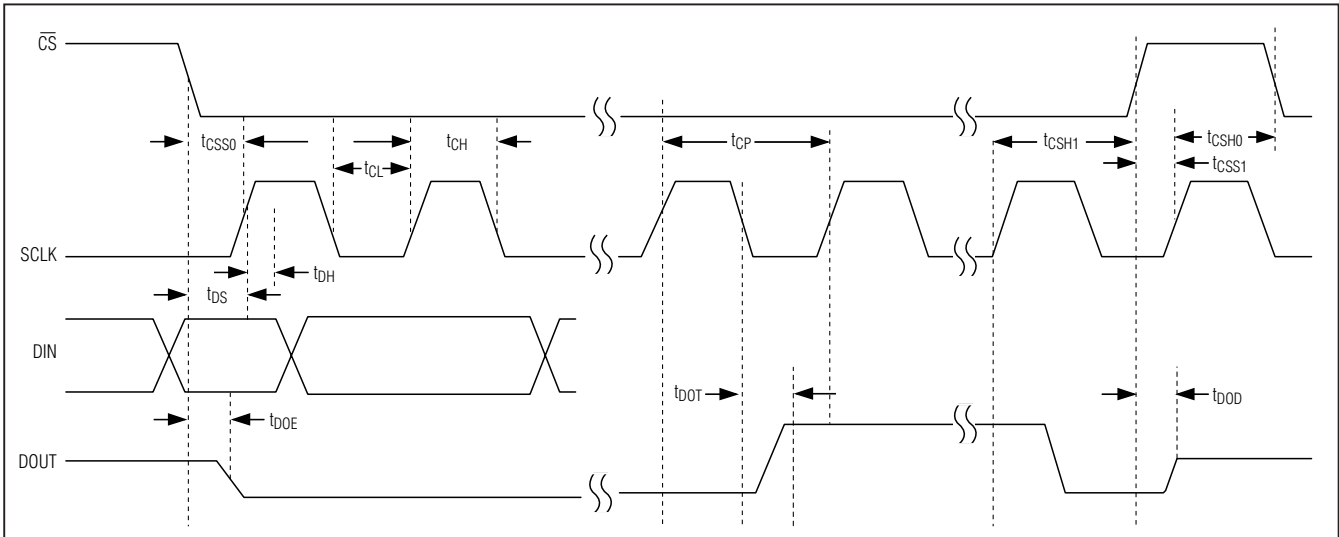 CS
tCSS0
tCH
tCP
tCSH1
tCSH0
tCL
tCSS1
SCLK
tDH
tDS
DIN
tDOT
tDOD
tDOE
DOUT